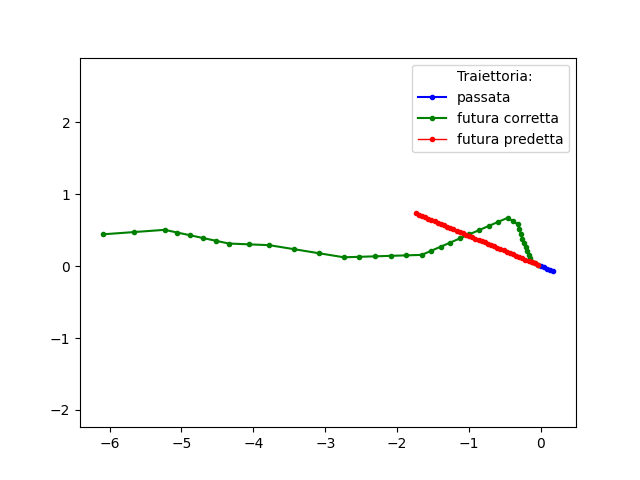 Traiettoria:
passata
futura corretta
futura predetta
2
1
0
−1
−2
−6 −5 −4 −3 −2 −1 0